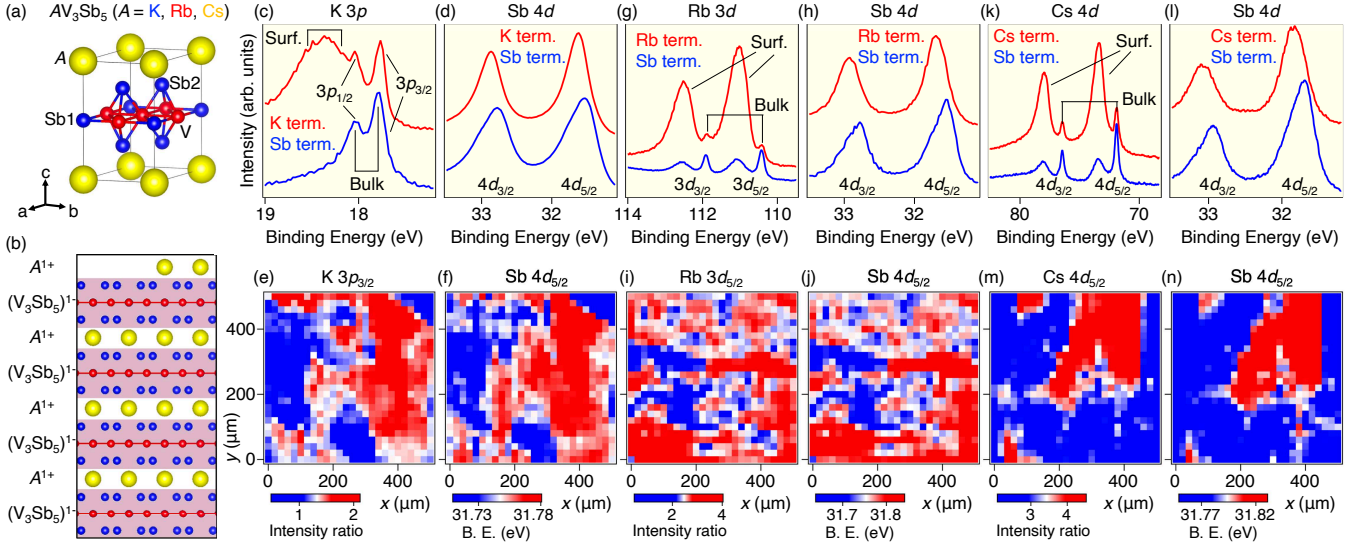 (a) AV₃Sb₅ (A = K, Rb, Cs)
A
Sb2
Sb1
V
c
a b
(b)
A¹⁺
(V₃Sb₅)¹⁻
A¹⁺
(V₃Sb₅)¹⁻
A¹⁺
(V₃Sb₅)¹⁻
A¹⁺
(V₃Sb₅)¹⁻
Intensity (arb. units)
(c) K 3p
Surf.
3p₁/₂
3p₃/₂
K term.
Sb term.
Bulk
19 18
Binding Energy (eV)
(d) Sb 4d
K term.
Sb term.
4d₃/₂ 4d₅/₂
33 32
Binding Energy (eV)
(g) Rb 3d
Rb term.
Sb term.
Surf.
Bulk
3d₃/₂ 3d₅/₂
114 112 110
Binding Energy (eV)
(h) Sb 4d
Rb term.
Sb term.
4d₃/₂ 4d₅/₂
33 32
Binding Energy (eV)
(k) Cs 4d
Cs term.
Sb term.
Surf.
Bulk
4d₃/₂ 4d₅/₂
80 70
Binding Energy (eV)
(l) Sb 4d
Cs term.
Sb term.
4d₃/₂ 4d₅/₂
33 32
Binding Energy (eV)
(e) K 3p₃/₂
400
200
0
y (μm)
0 200 400
x (μm)
1 2
Intensity ratio
(f) Sb 4d₅/₂
0 200 400
x (μm)
31.73 31.78
B. E. (eV)
(i) Rb 3d₅/₂
0 200 400
x (μm)
2 4
Intensity ratio
(j) Sb 4d₅/₂
0 200 400
x (μm)
31.7 31.8
B. E. (eV)
(m) Cs 4d₅/₂
0 200 400
x (μm)
3 4
Intensity ratio
(n) Sb 4d₅/₂
0 200 400
x (μm)
31.77 31.82
B. E. (eV)